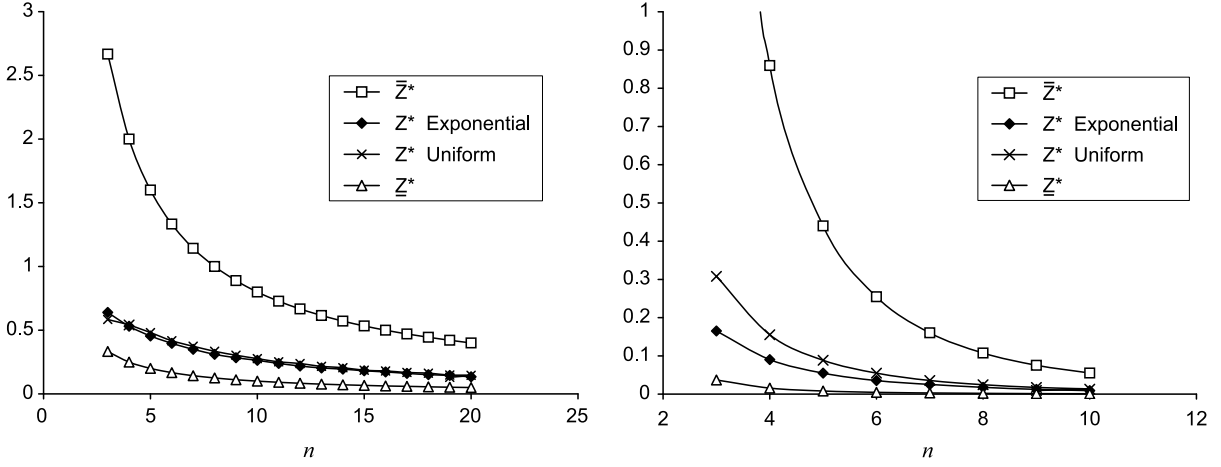 3
2.5
2
1.5
1
0.5
0
0 5 10 15 20 25
n
Z̄*
Z* Exponential
Z* Uniform
Z̲*
1
0.9
0.8
0.7
0.6
0.5
0.4
0.3
0.2
0.1
0
2 4 6 8 10 12
n
Z̄*
Z* Exponential
Z* Uniform
Z̲*